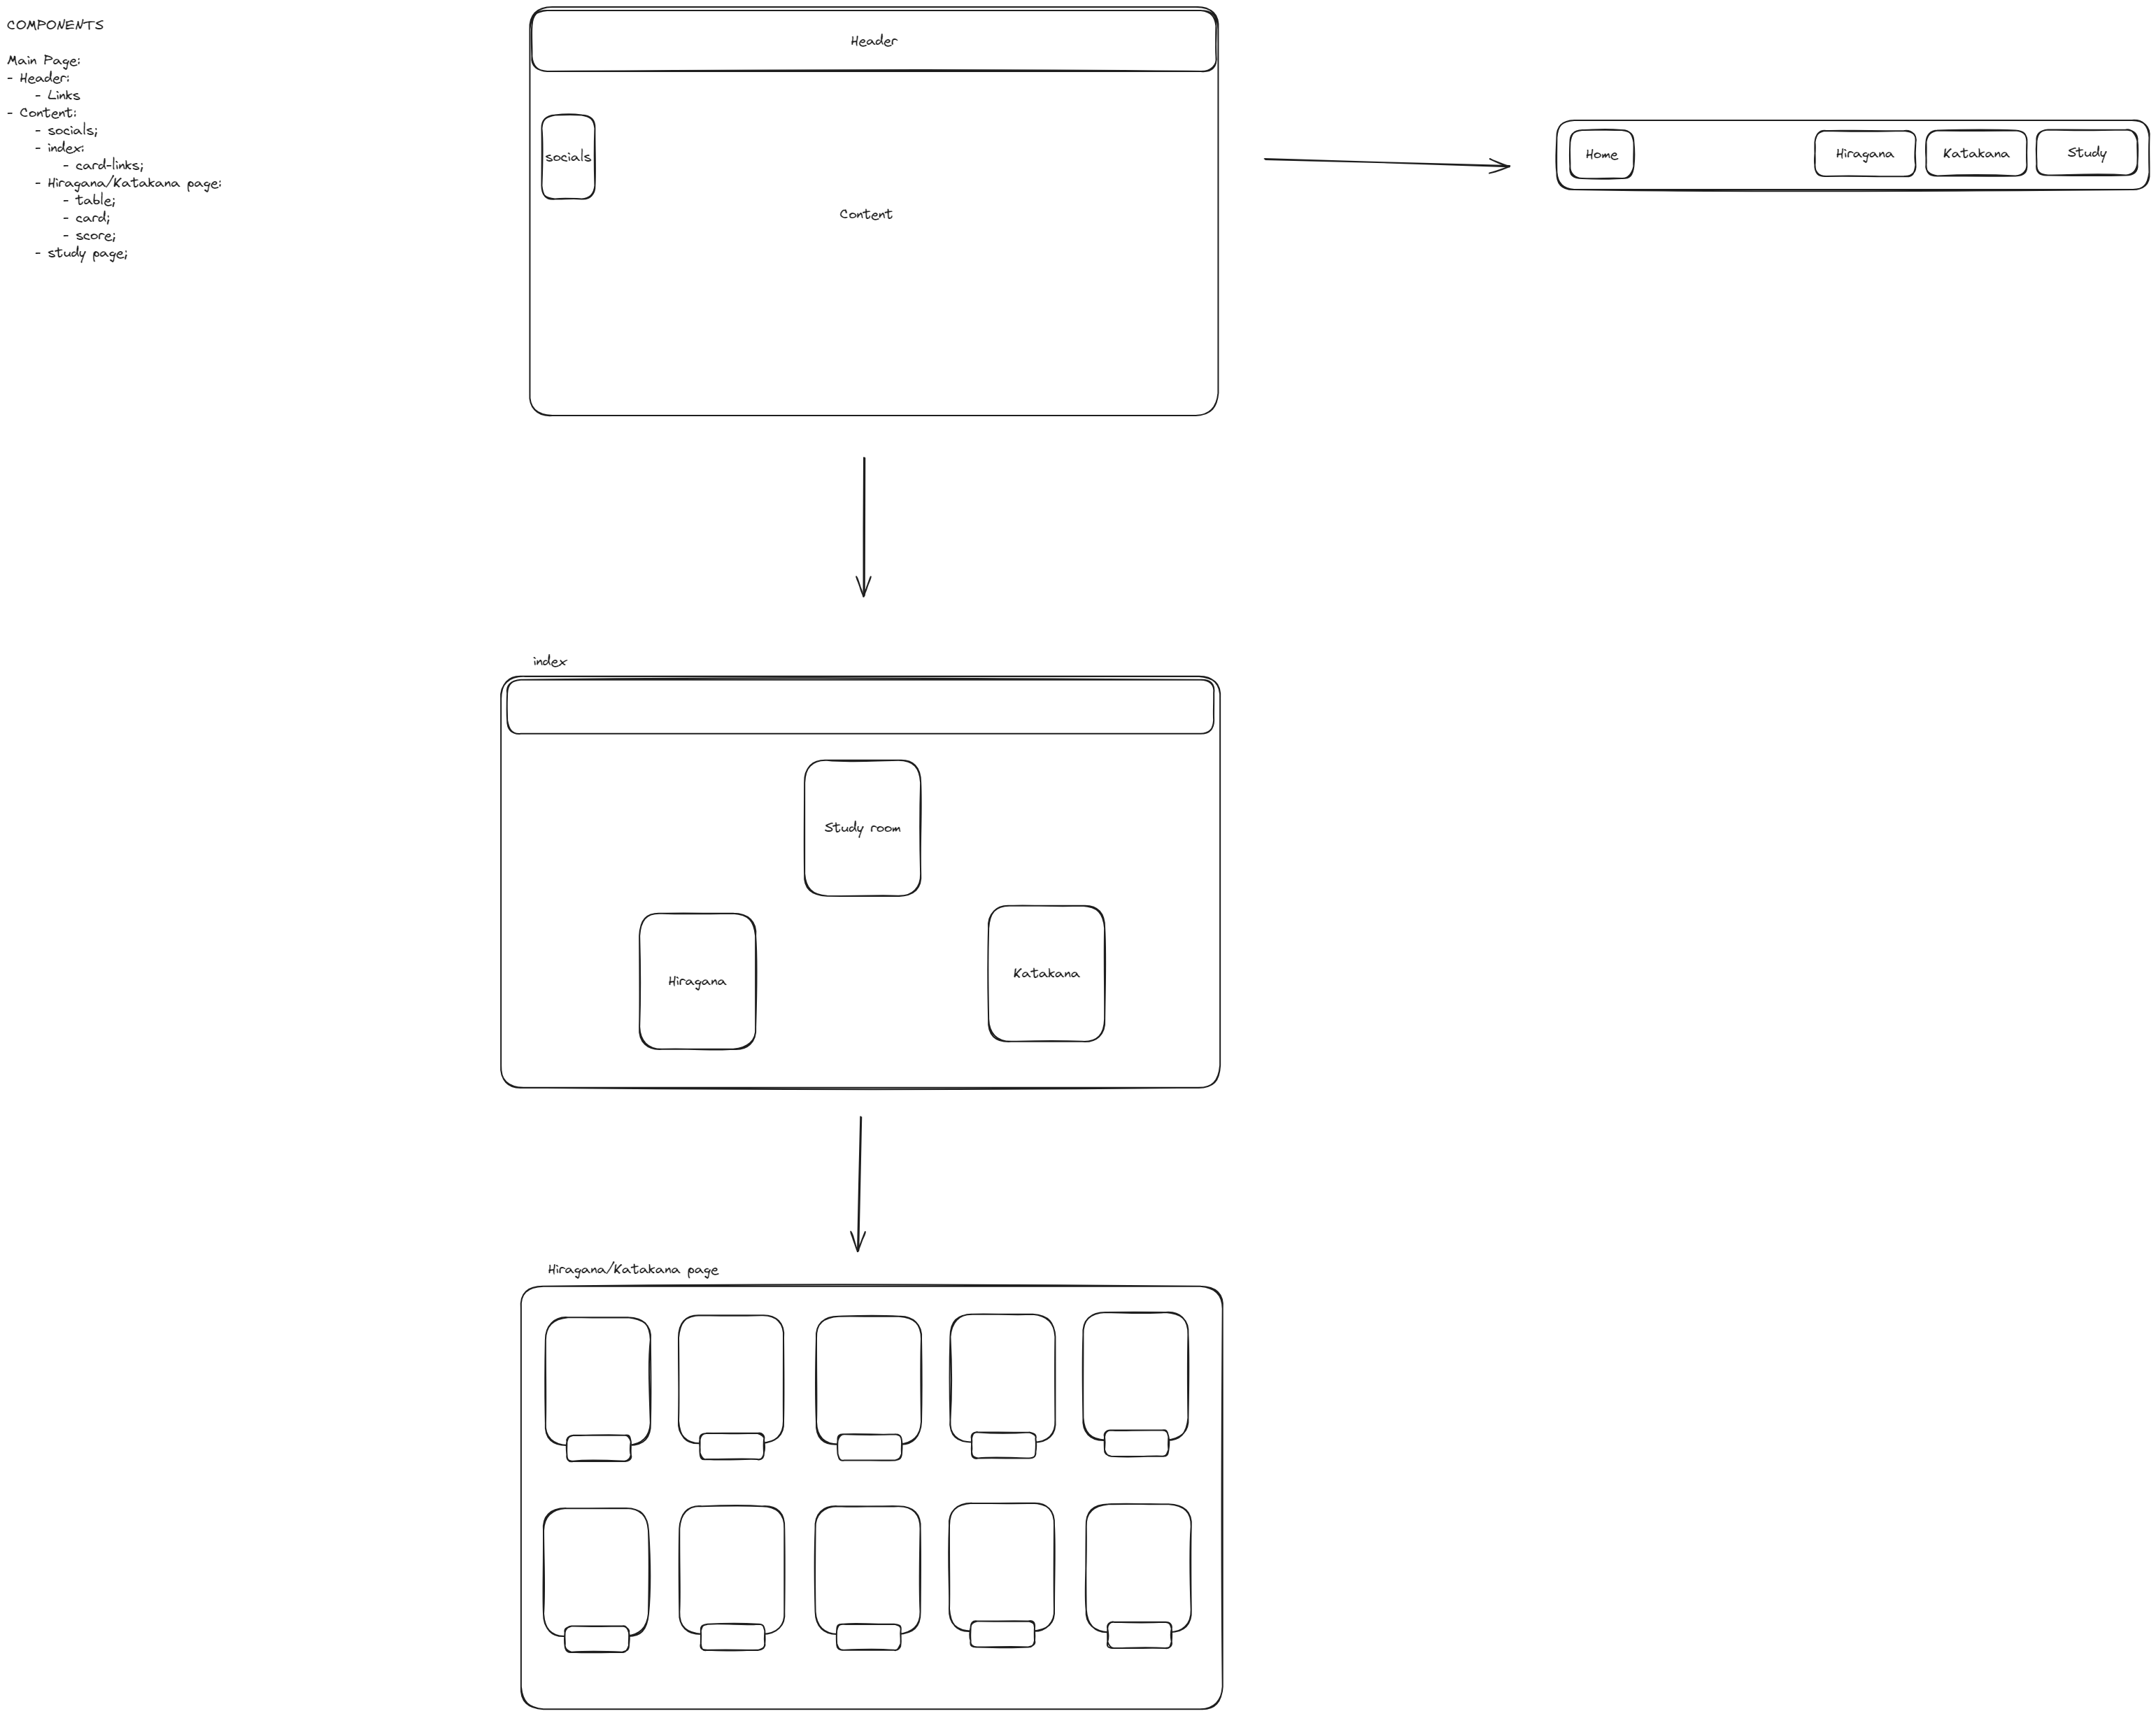 COMPONENTS
Main Page:
- Header:
- Links
- Content:
- socials;
- index:
- card-links;
- Hiragana/Katakana page:
- table;
- card;
- score;
- study page;
Header
socials
Content
Home
Hiragana
Katakana
Study
index
Study room
Hiragana
Katakana
Hiragana/Katakana page